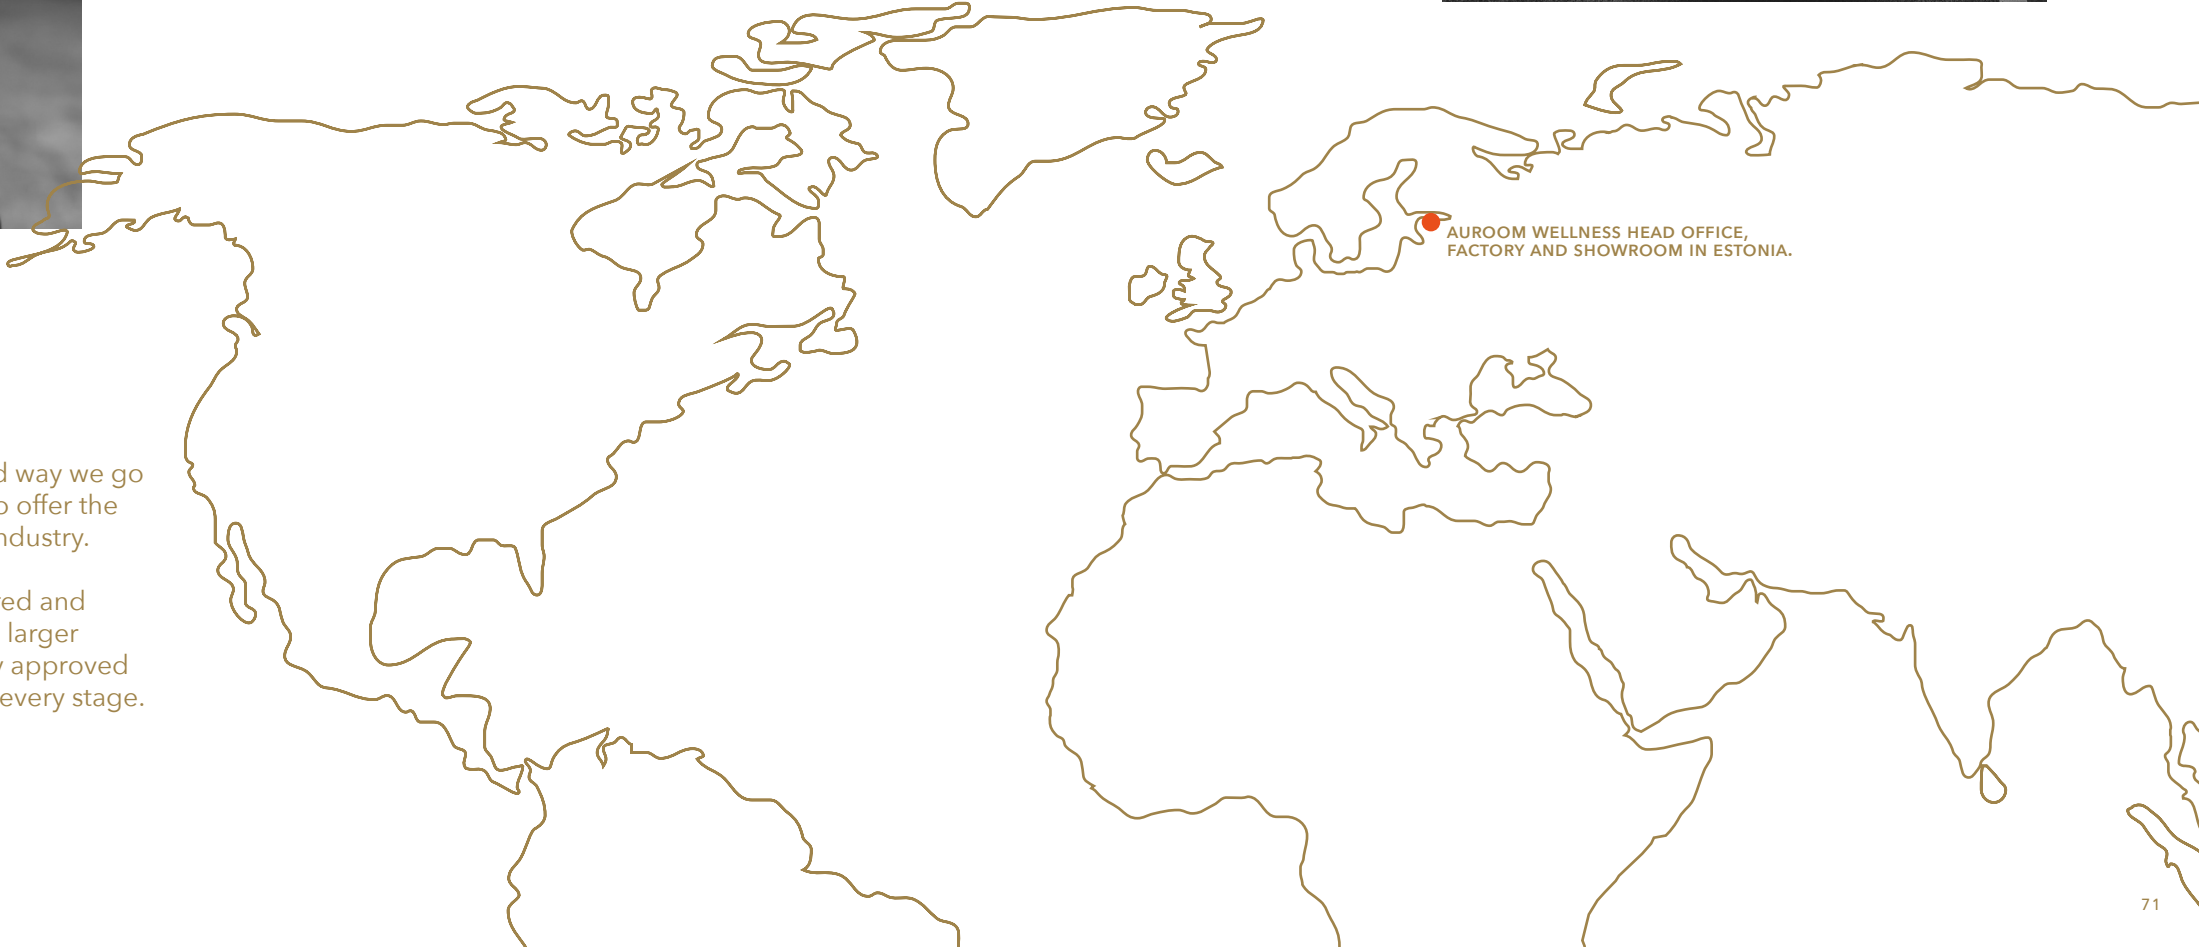 way we go
offer the
ndustry.
ed and
larger
approved
every stage.
AUROOM WELLNESS HEAD OFFICE,
FACTORY AND SHOWROOM IN ESTONIA.
71